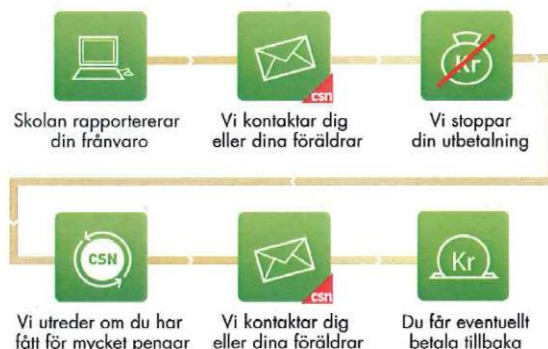 Kr
csn
Skolan rapportererar
din frånvaro
Vi kontaktar dig
eller dina föräldrar
Vi stoppar
din utbetalning
CSN
csn
Kr
Vi utreder om du har
fått för mycket pengar
Vi kontaktar dig
eller dina föräldrar
Du får eventuellt
betala tillbaka